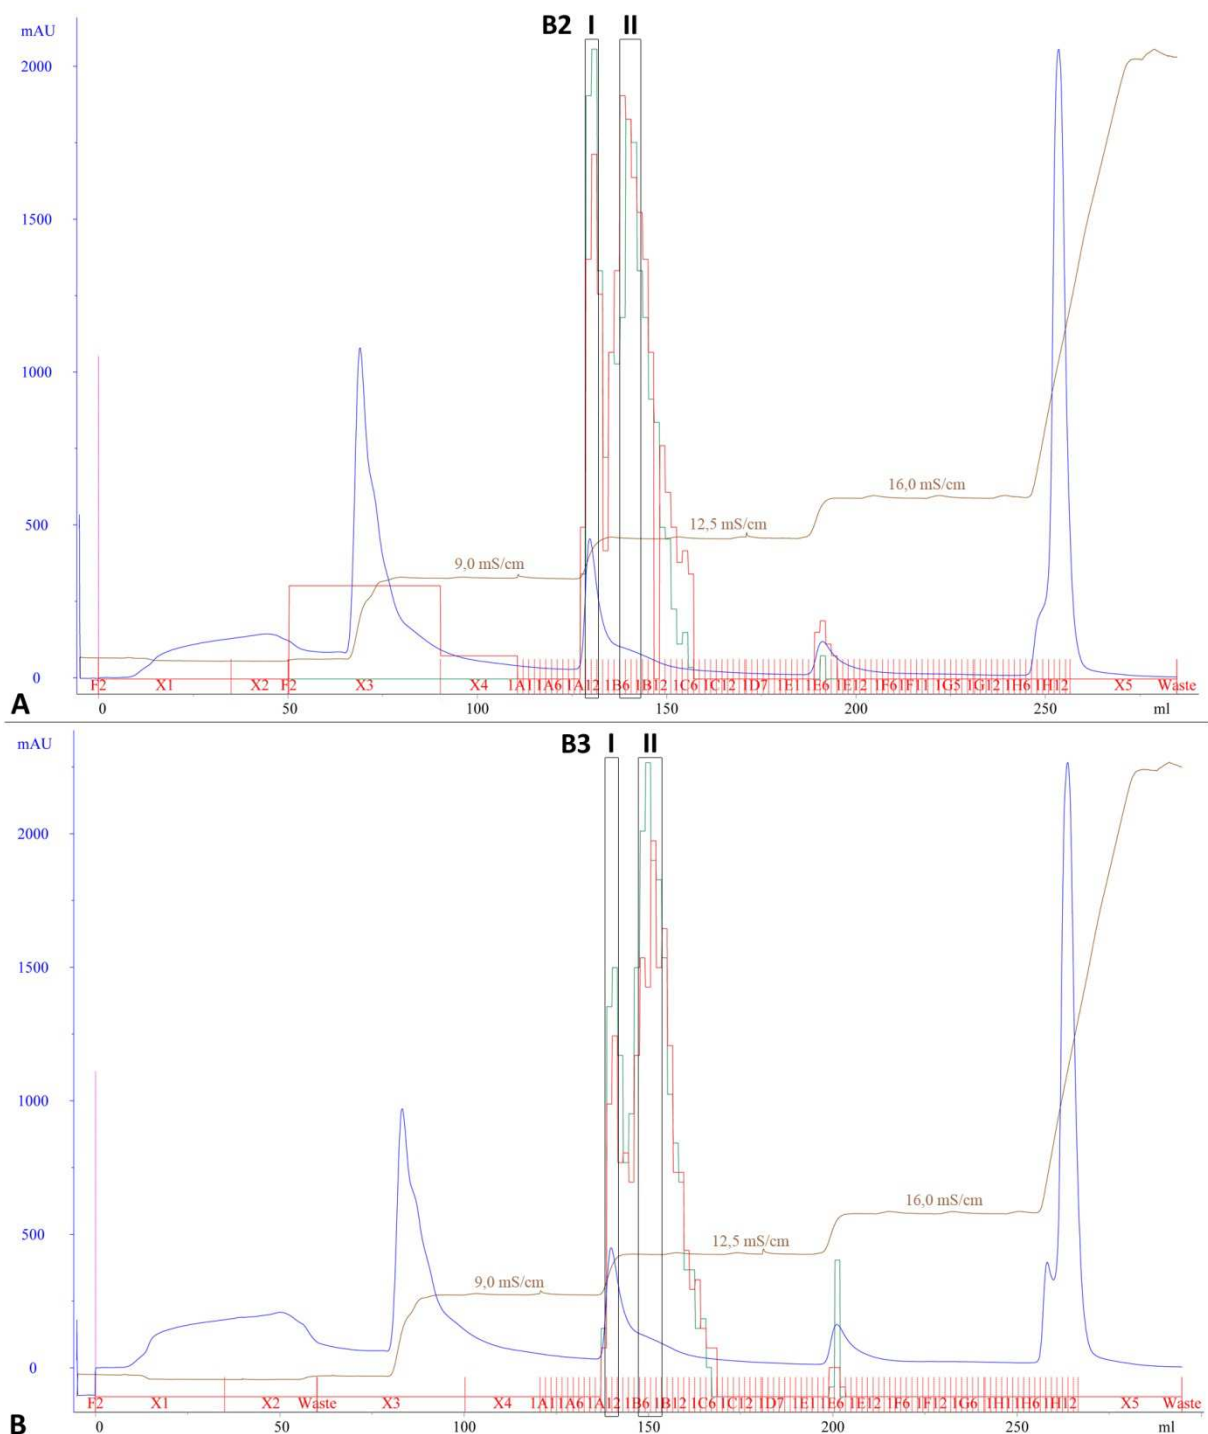 B2 I II
mAU
2000
1500
1000
500
0
9,0 mS/cm
12,5 mS/cm
16,0 mS/cm
F2 X1 X2 F2 X3 X4 1A1 1A6 1A12 1B6 1B12 1C6 1C12 1D7 1E1 1E6 1E12 1F6 1F11 1G5 1G12 1H6 1H12 X5 Waste
A
0 50 100 150 200 250 ml
B3 I II
mAU
2000
1500
1000
500
0
9,0 mS/cm
12,5 mS/cm
16,0 mS/cm
F2 X1 X2 Waste X3 X4 1A1 1A6 1A12 1B6 1B12 1C6 1C12 1D7 1E1 1E6 1E12 1F6 1F12 1G6 1H1 1H6 1H12 X5 Waste
B
0 50 100 150 200 250 ml